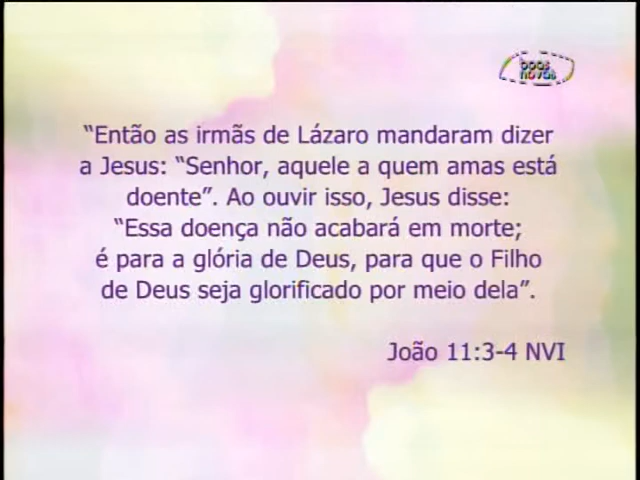 boas
novas
“Então as irmãs de Lázaro mandaram dizer
a Jesus: “Senhor, aquele a quem amas está
doente”. Ao ouvir isso, Jesus disse:
“Essa doença não acabará em morte;
é para a glória de Deus, para que o Filho
de Deus seja glorificado por meio dela”.
João 11:3-4 NVI